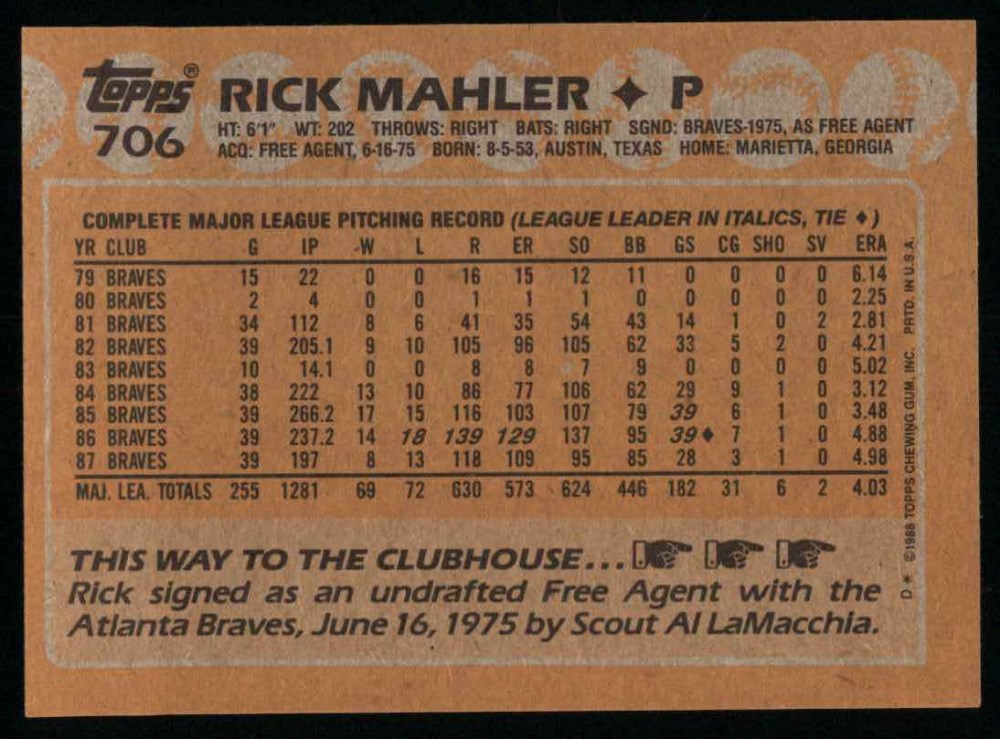 topps® RICK MAHLER ✦ P
706 HT: 6'1" WT: 202 THROWS: RIGHT BATS: RIGHT SGND: BRAVES-1975, AS FREE AGENT
ACQ: FREE AGENT, 6-16-75 BORN: 8-5-53, AUSTIN, TEXAS HOME: MARIETTA, GEORGIA
COMPLETE MAJOR LEAGUE PITCHING RECORD (LEAGUE LEADER IN ITALICS, TIE ♦)
YR CLUB G IP W L R ER SO BB GS CG SHO SV ERA
79 BRAVES 15 22 0 0 16 15 12 11 0 0 0 0 6.14
80 BRAVES 2 4 0 0 1 1 1 0 0 0 0 0 2.25
81 BRAVES 34 112 8 6 41 35 54 43 14 1 0 2 2.81
82 BRAVES 39 205.1 9 10 105 96 105 62 33 5 2 0 4.21
83 BRAVES 10 14.1 0 0 8 8 7 9 0 0 0 0 5.02
84 BRAVES 38 222 13 10 86 77 106 62 29 9 1 0 3.12
85 BRAVES 39 266.2 17 15 116 103 107 79 39 6 1 0 3.48
86 BRAVES 39 237.2 14 18 139 129 137 95 39♦ 7 1 0 4.88
87 BRAVES 39 197 8 13 118 109 95 85 28 3 1 0 4.98
MAJ. LEA. TOTALS 255 1281 69 72 630 573 624 446 182 31 6 2 4.03
THIS WAY TO THE CLUBHOUSE...
Rick signed as an undrafted Free Agent with the
Atlanta Braves, June 16, 1975 by Scout Al LaMacchia.
D* ©1988 TOPPS CHEWING GUM, INC. PRTD. IN U.S.A.